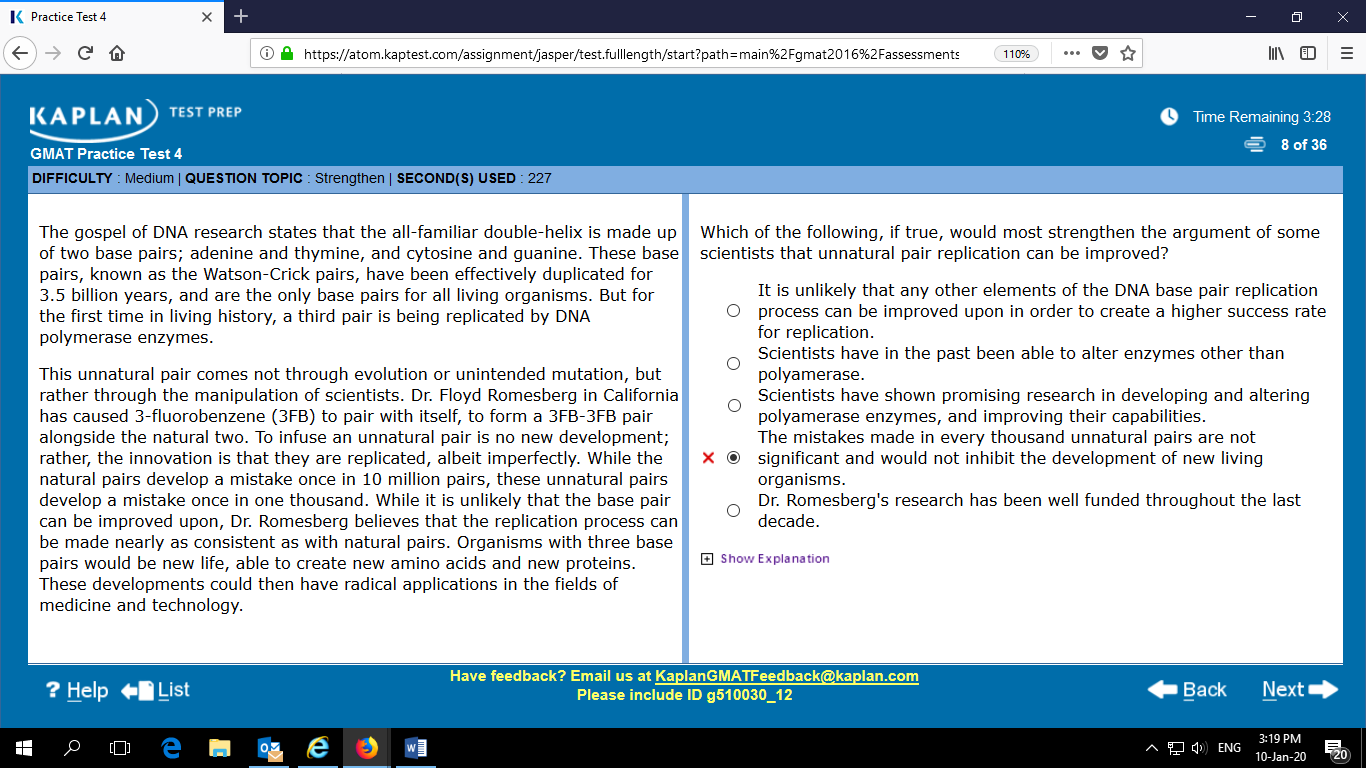 Practice Test 4
https://atom.kaptest.com/assignment/jasper/test.fulllength/start?path=main%2Fgmat2016%2Fassessments
110%
KAPLAN TEST PREP
Time Remaining 3:28
GMAT Practice Test 4
8 of 36
DIFFICULTY : Medium | QUESTION TOPIC : Strengthen | SECOND(S) USED : 227
The gospel of DNA research states that the all-familiar double-helix is made up
of two base pairs; adenine and thymine, and cytosine and guanine. These base
pairs, known as the Watson-Crick pairs, have been effectively duplicated for
3.5 billion years, and are the only base pairs for all living organisms. But for
the first time in living history, a third pair is being replicated by DNA
polymerase enzymes.
This unnatural pair comes not through evolution or unintended mutation, but
rather through the manipulation of scientists. Dr. Floyd Romesberg in California
has caused 3-fluorobenzene (3FB) to pair with itself, to form a 3FB-3FB pair
alongside the natural two. To infuse an unnatural pair is no new development;
rather, the innovation is that they are replicated, albeit imperfectly. While the
natural pairs develop a mistake once in 10 million pairs, these unnatural pairs
develop a mistake once in one thousand. While it is unlikely that the base pair
can be improved upon, Dr. Romesberg believes that the replication process can
be made nearly as consistent as with natural pairs. Organisms with three base
pairs would be new life, able to create new amino acids and new proteins.
These developments could then have radical applications in the fields of
medicine and technology.
Which of the following, if true, would most strengthen the argument of some
scientists that unnatural pair replication can be improved?
It is unlikely that any other elements of the DNA base pair replication
process can be improved upon in order to create a higher success rate
for replication.
Scientists have in the past been able to alter enzymes other than
polyamerase.
Scientists have shown promising research in developing and altering
polyamerase enzymes, and improving their capabilities.
The mistakes made in every thousand unnatural pairs are not
significant and would not inhibit the development of new living
organisms.
Dr. Romesberg's research has been well funded throughout the last
decade.
Show Explanation
Have feedback? Email us at KaplanGMATFeedback@kaplan.com
Please include ID g510030_12
? Help
List
Back
Next
ENG
3:19 PM
10-Jan-20
20